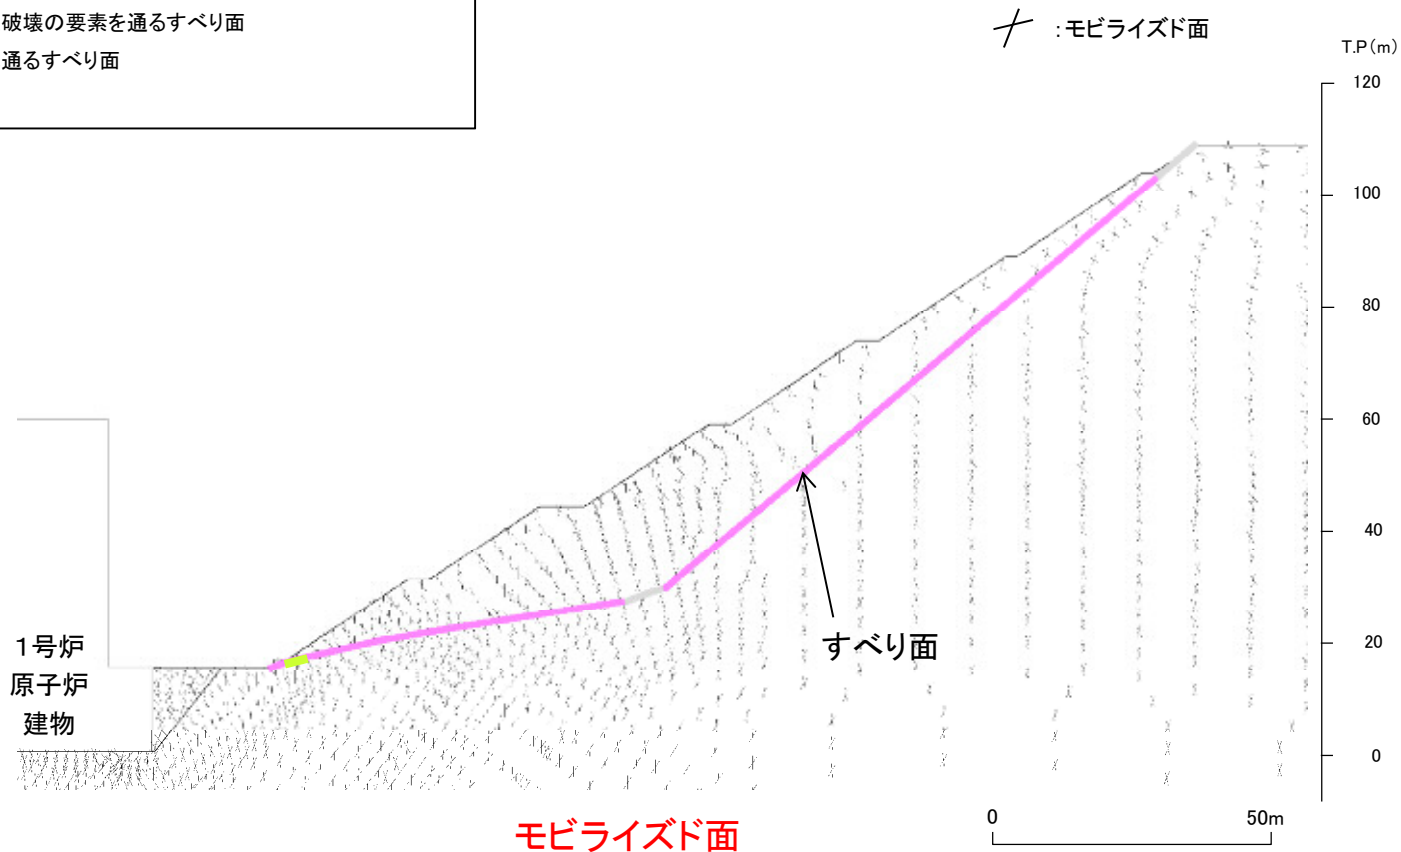 破壊の要素を通るすべり面
通るすべり面
:モビライズド面
T.P(m)
120
100
80
60
40
20
0
すべり面
1号炉
原子炉
建物
モビライズド面
0 50m